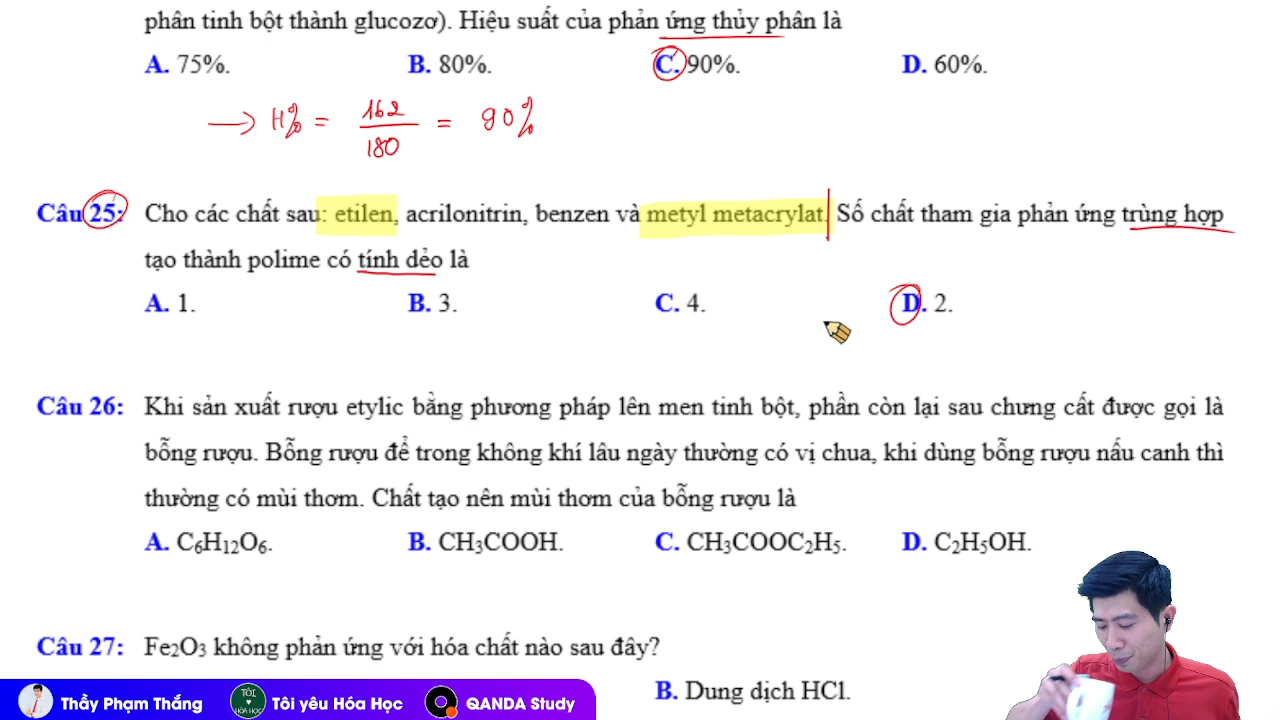 phân tinh bột thành glucozơ). Hiệu suất của phản ứng thủy phân là
A. 75%. B. 80%. C. 90%. D. 60%.
→ H% = 162/180 = 90%
Câu 25: Cho các chất sau: etilen, acrilonitrin, benzen và metyl metacrylat. Số chất tham gia phản ứng trùng hợp
tạo thành polime có tính dẻo là
A. 1. B. 3. C. 4. D. 2.
Câu 26: Khi sản xuất rượu etylic bằng phương pháp lên men tinh bột, phần còn lại sau chưng cất được gọi là
bỗng rượu. Bỗng rượu để trong không khí lâu ngày thường có vị chua, khi dùng bỗng rượu nấu canh thì
thường có mùi thơm. Chất tạo nên mùi thơm của bỗng rượu là
A. C₆H₁₂O₆. B. CH₃COOH. C. CH₃COOC₂H₅. D. C₂H₅OH.
Câu 27: Fe₂O₃ không phản ứng với hóa chất nào sau đây?
B. Dung dịch HCl.
Thầy Phạm Thắng TÔI YÊU HÓA HỌC Tôi yêu Hóa Học QANDA Study